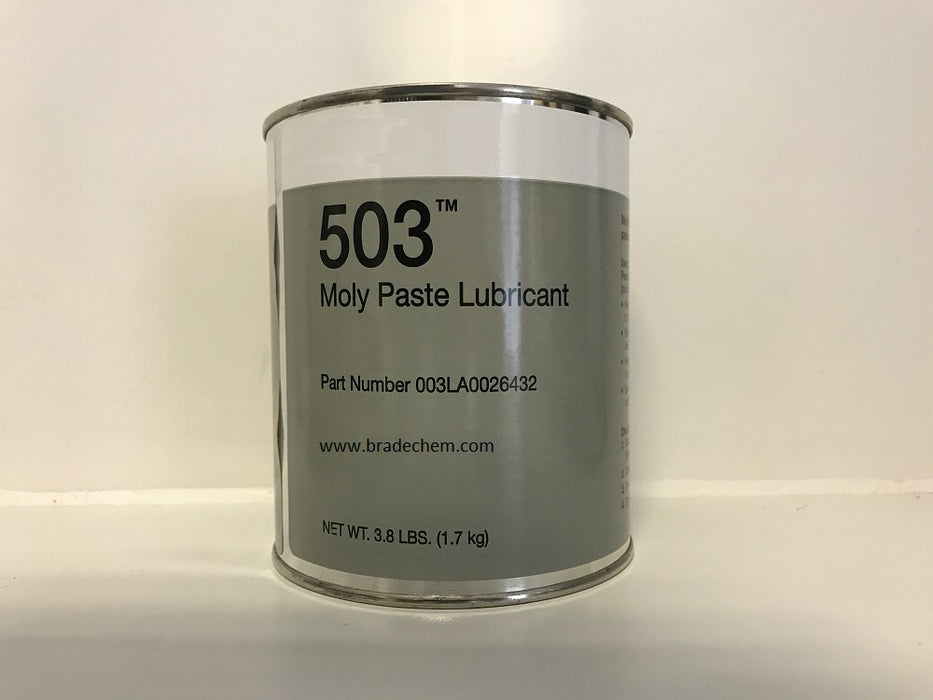 503™
Moly Paste Lubricant
Part Number 003LA0026432
www.bradechem.com
NET WT. 3.8 LBS. (1.7 kg)